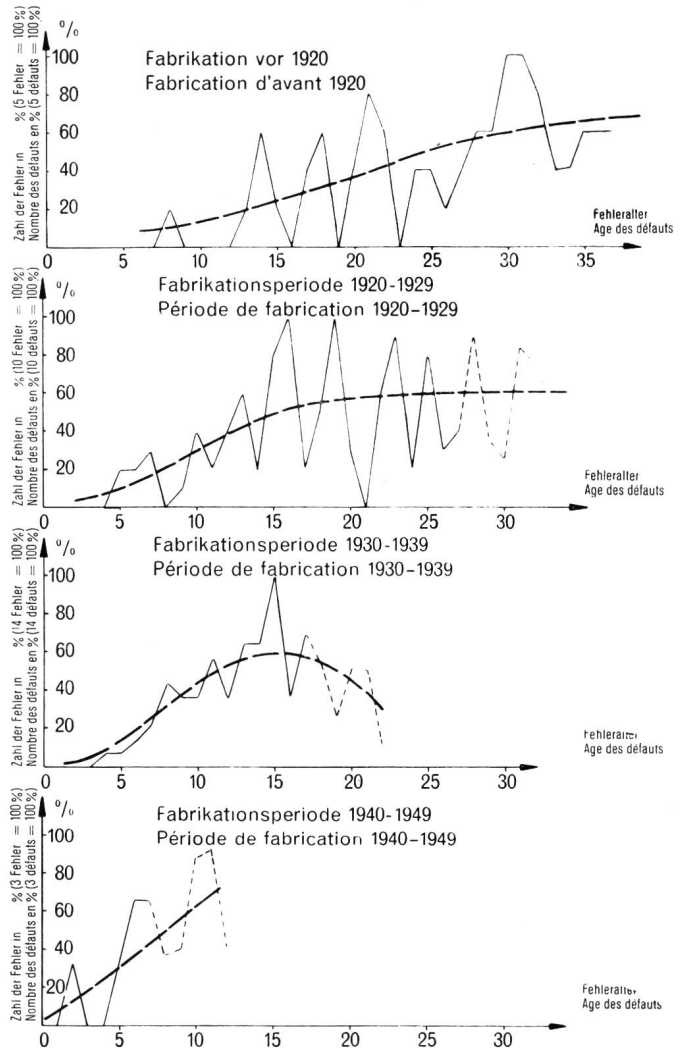 Zahl der Fehler in % (5 Fehler = 100%)
Nombre des défauts en % (5 défauts = 100%)
%
Fabrikation vor 1920
Fabrication d'avant 1920
100
80
60
40
20
Fehleralter
Age des défauts
0 5 10 15 20 25 30 35
Zahl der Fehler in % (10 Fehler = 100%)
Nombre des défauts en % (10 défauts = 100%)
%
Fabrikationsperiode 1920-1929
Période de fabrication 1920-1929
100
80
60
40
20
Fehleralter
Age des défauts
0 5 10 15 20 25 30
Zahl der Fehler in % (14 Fehler = 100%)
Nombre des défauts en % (14 défauts = 100%)
%
Fabrikationsperiode 1930-1939
Période de fabrication 1930-1939
100
80
60
40
20
Fehleralter
Age des défauts
0 5 10 15 20 25 30
Zahl der Fehler in % (3 Fehler = 100%)
Nombre des défauts en % (3 défauts = 100%)
%
Fabrikationsperiode 1940-1949
Période de fabrication 1940-1949
100
80
60
40
20
Fehleralter
Age des défauts
0 5 10 15 20 25 30